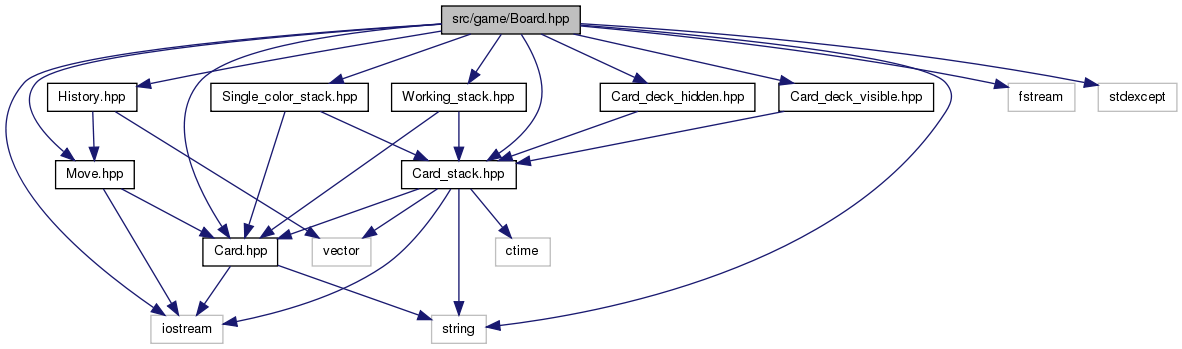 src/game/Board.hpp
History.hpp
Single_color_stack.hpp
Working_stack.hpp
Card_deck_hidden.hpp
Card_deck_visible.hpp
fstream
stdexcept
Move.hpp
Card_stack.hpp
Card.hpp
vector
ctime
iostream
string